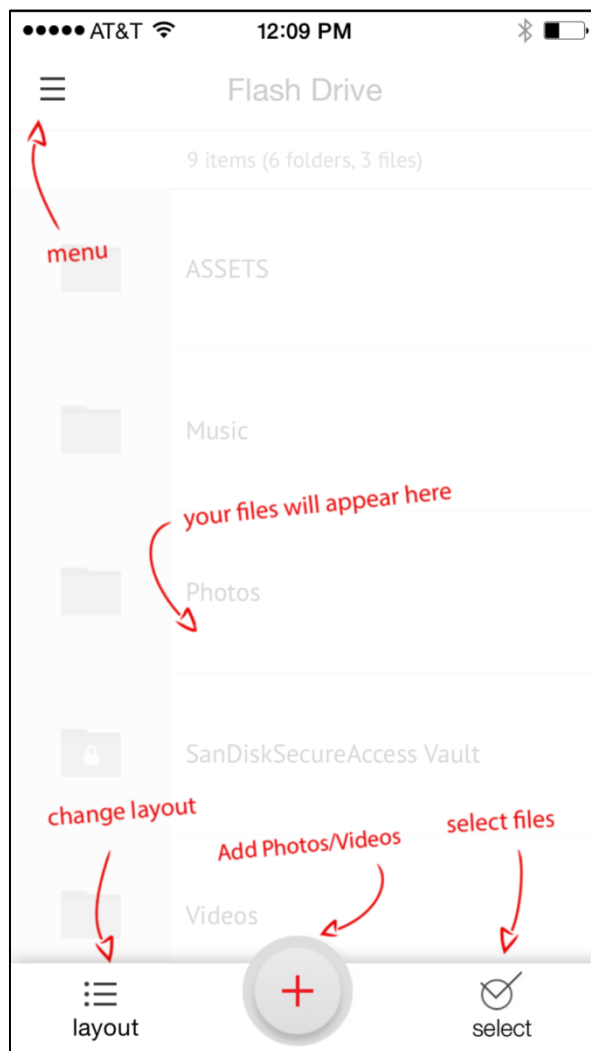 AT&T 12:09 PM
Flash Drive
9 items (6 folders, 3 files)
menu
ASSETS
Music
your files will appear here
Photos
SanDiskSecureAccess Vault
change layout
Add Photos/Videos
select files
Videos
layout
select